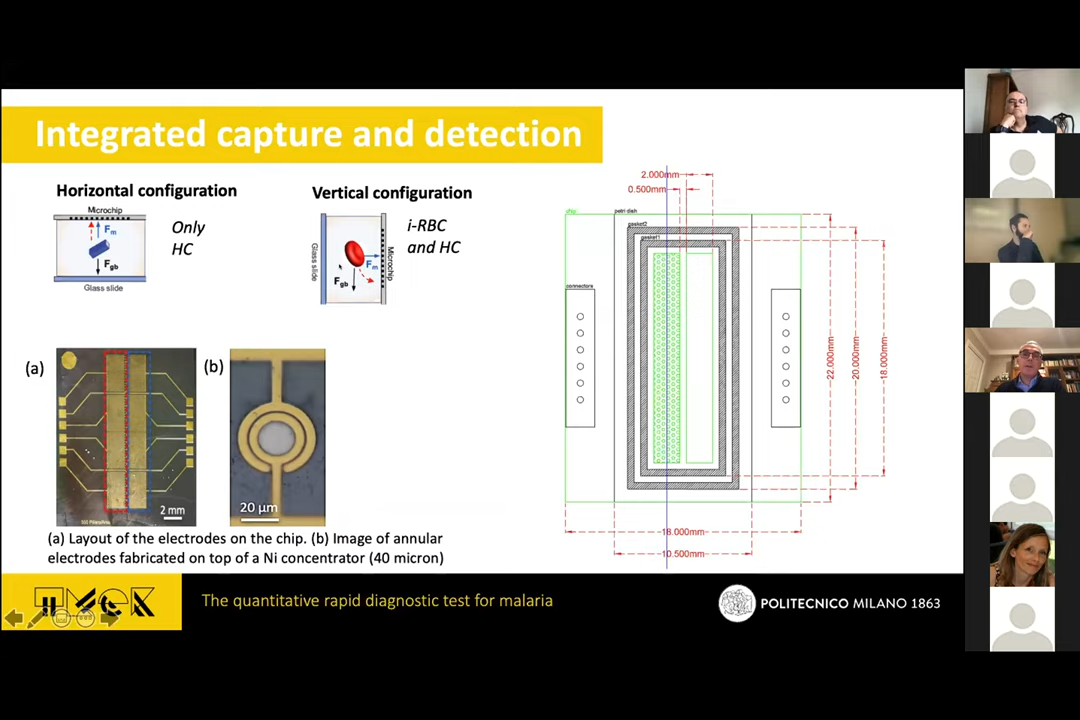 Integrated capture and detection
Horizontal configuration
Microchip
Fm
Fgb
Glass slide
Only
HC
Vertical configuration
Glass slide
Fm
Fgb
Microchip
i-RBC
and HC
(a)
2 mm
(b)
20 μm
(a) Layout of the electrodes on the chip. (b) Image of annular
electrodes fabricated on top of a Ni concentrator (40 micron)
2.000mm
0.500mm
chip
petri dish
gasket2
gasket1
connectors
22.000mm
20.000mm
18.000mm
18.000mm
10.500mm
The quantitative rapid diagnostic test for malaria
POLITECNICO MILANO 1863